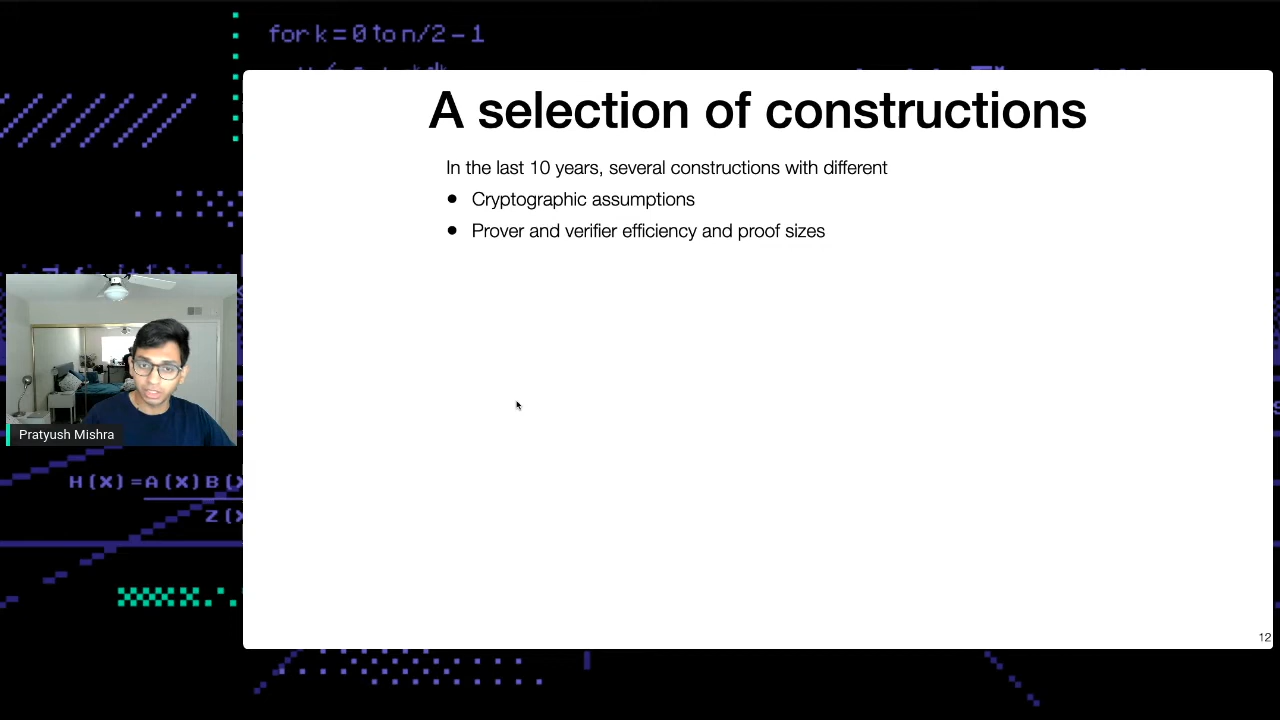 for k = 0 to n/2 - 1
A selection of constructions
In the last 10 years, several constructions with different
● Cryptographic assumptions
● Prover and verifier efficiency and proof sizes
Pratyush Mishra
H(X) =A(X)B(X
Z(X
12